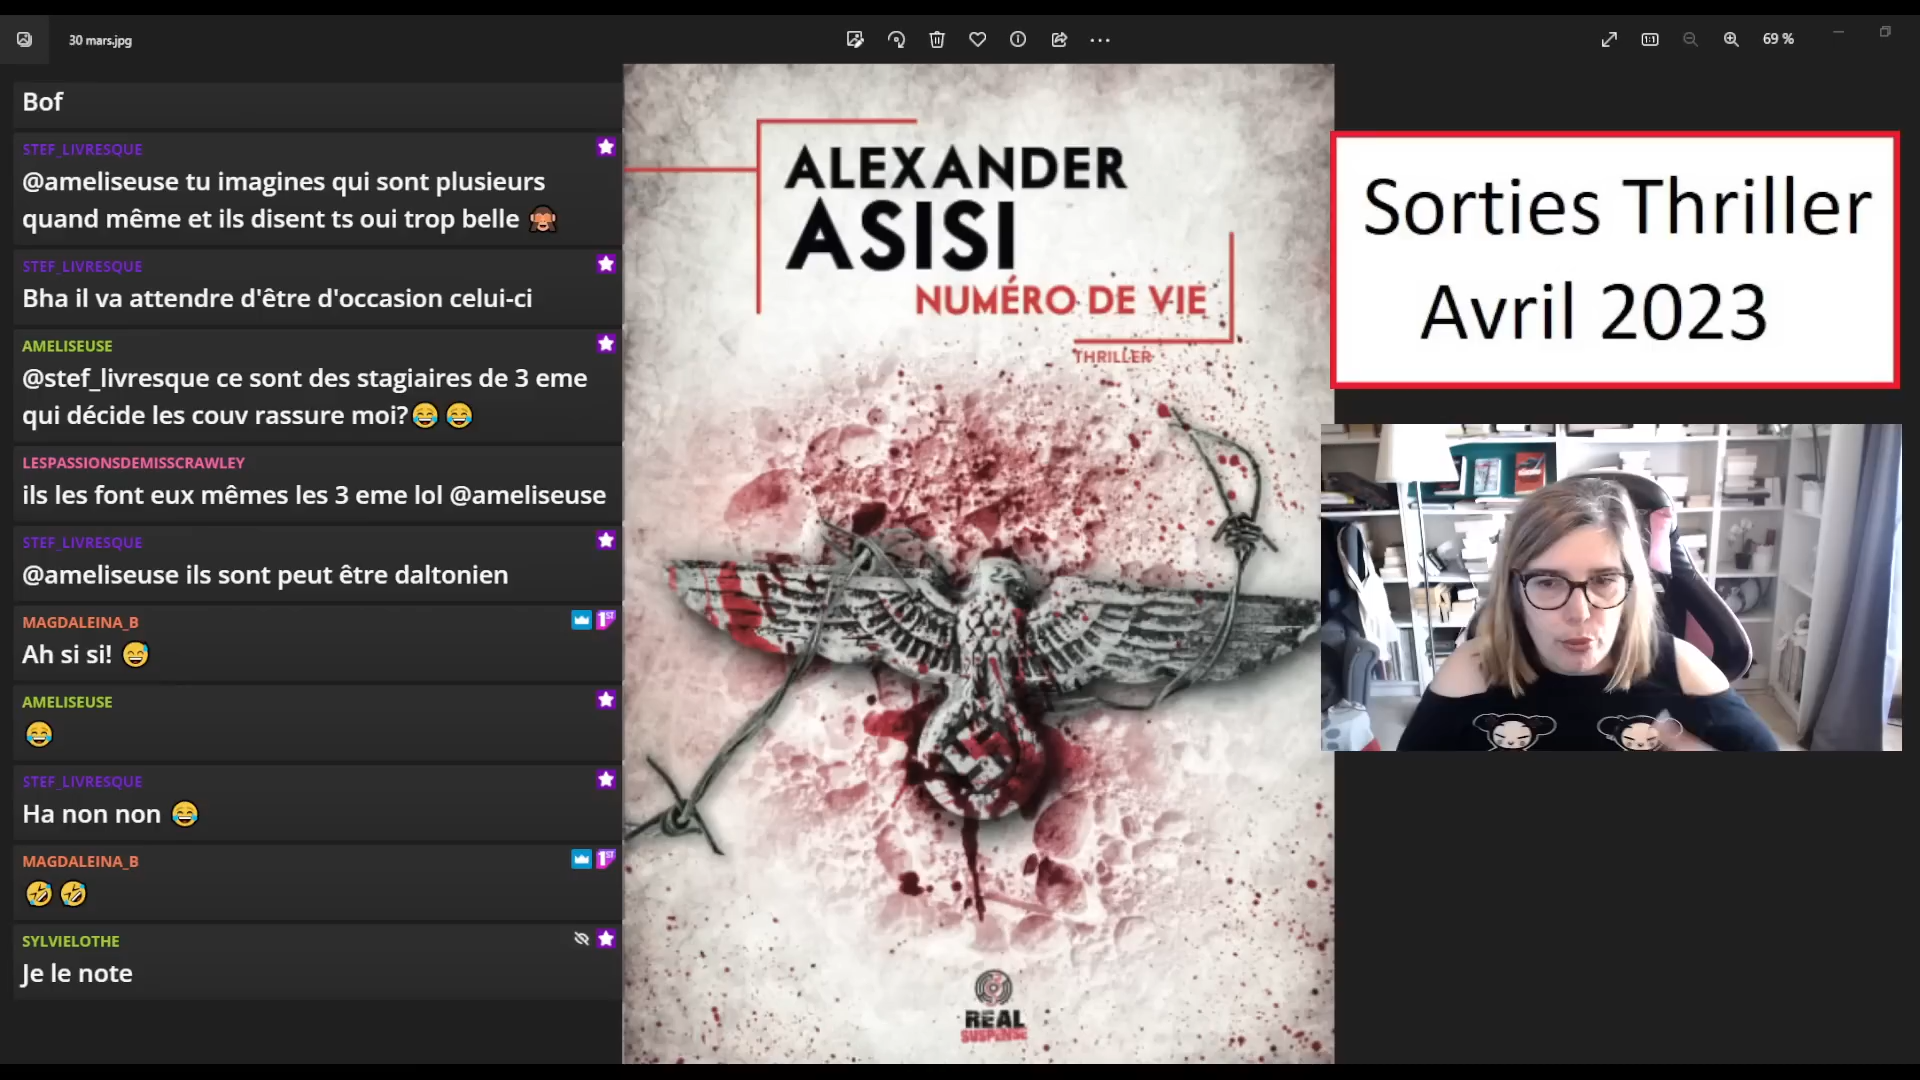 30 mars.jpg
69 %
Bof
STEF_LIVRESQUE
@ameliseuse tu imagines qui sont plusieurs
quand même et ils disent ts oui trop belle 🙈
STEF_LIVRESQUE
Bha il va attendre d'être d'occasion celui-ci
AMELISEUSE
@stef_livresque ce sont des stagiaires de 3 eme
qui décide les couv rassure moi?😂 😂
LESPASSIONSDEMISSCRAWLEY
ils les font eux mêmes les 3 eme lol @ameliseuse
STEF_LIVRESQUE
@ameliseuse ils sont peut être daltonien
MAGDALEINA_B
1ST
Ah si si! 😅
AMELISEUSE
😂
STEF_LIVRESQUE
Ha non non 😂
MAGDALEINA_B
1ST
🤣 🤣
SYLVIELOTHE
Je le note
ALEXANDER
ASISI
NUMÉRO DE VIE
THRILLER
REAL
SUSPENSE
Sorties Thriller
Avril 2023